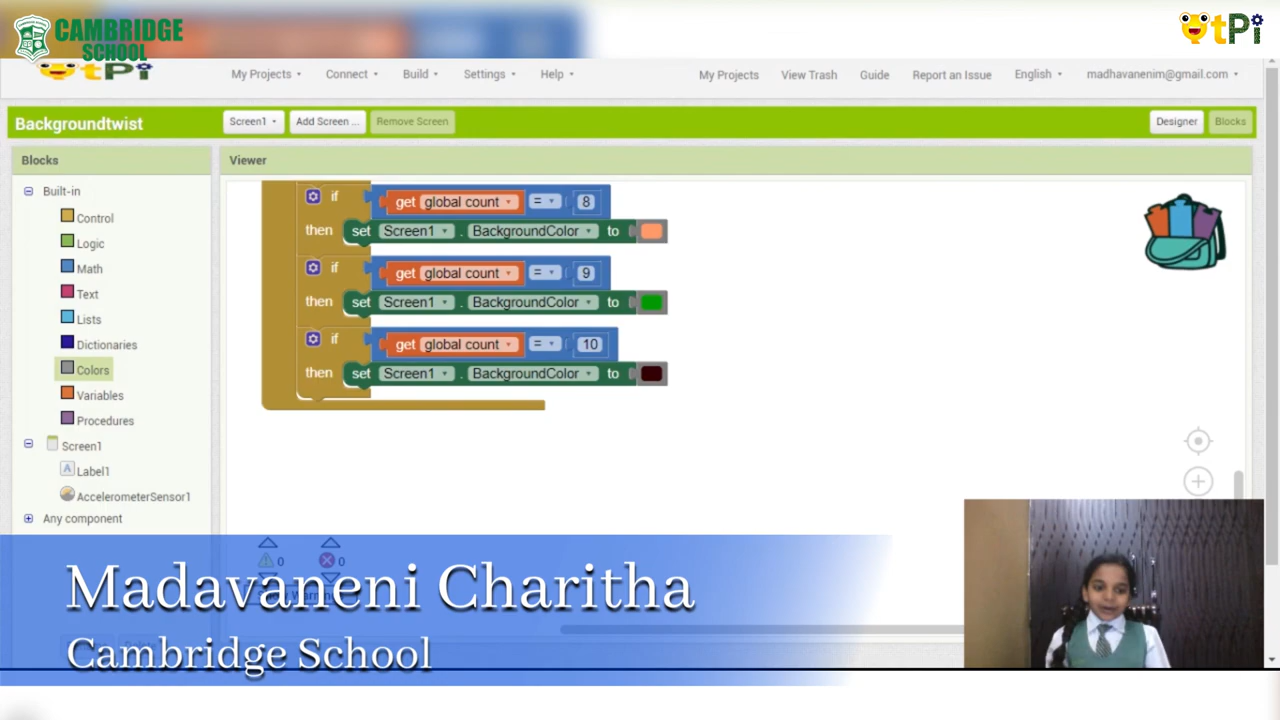 CAMBRIDGE
SCHOOL
UtPi
utPi
My Projects Connect Build Settings Help My Projects View Trash Guide Report an Issue English madhavanenim@gmail.com
Backgroundtwist Screen1 Add Screen ... Remove Screen Designer Blocks
Blocks
Viewer
Built-in
Control
Logic
Math
Text
Lists
Dictionaries
Colors
Variables
Procedures
Screen1
Label1
AccelerometerSensor1
Any component
if get global count = 8
then set Screen1 . BackgroundColor to
if get global count = 9
then set Screen1 . BackgroundColor to
if get global count = 10
then set Screen1 . BackgroundColor to
0 0
Madavaneni Charitha
Cambridge School